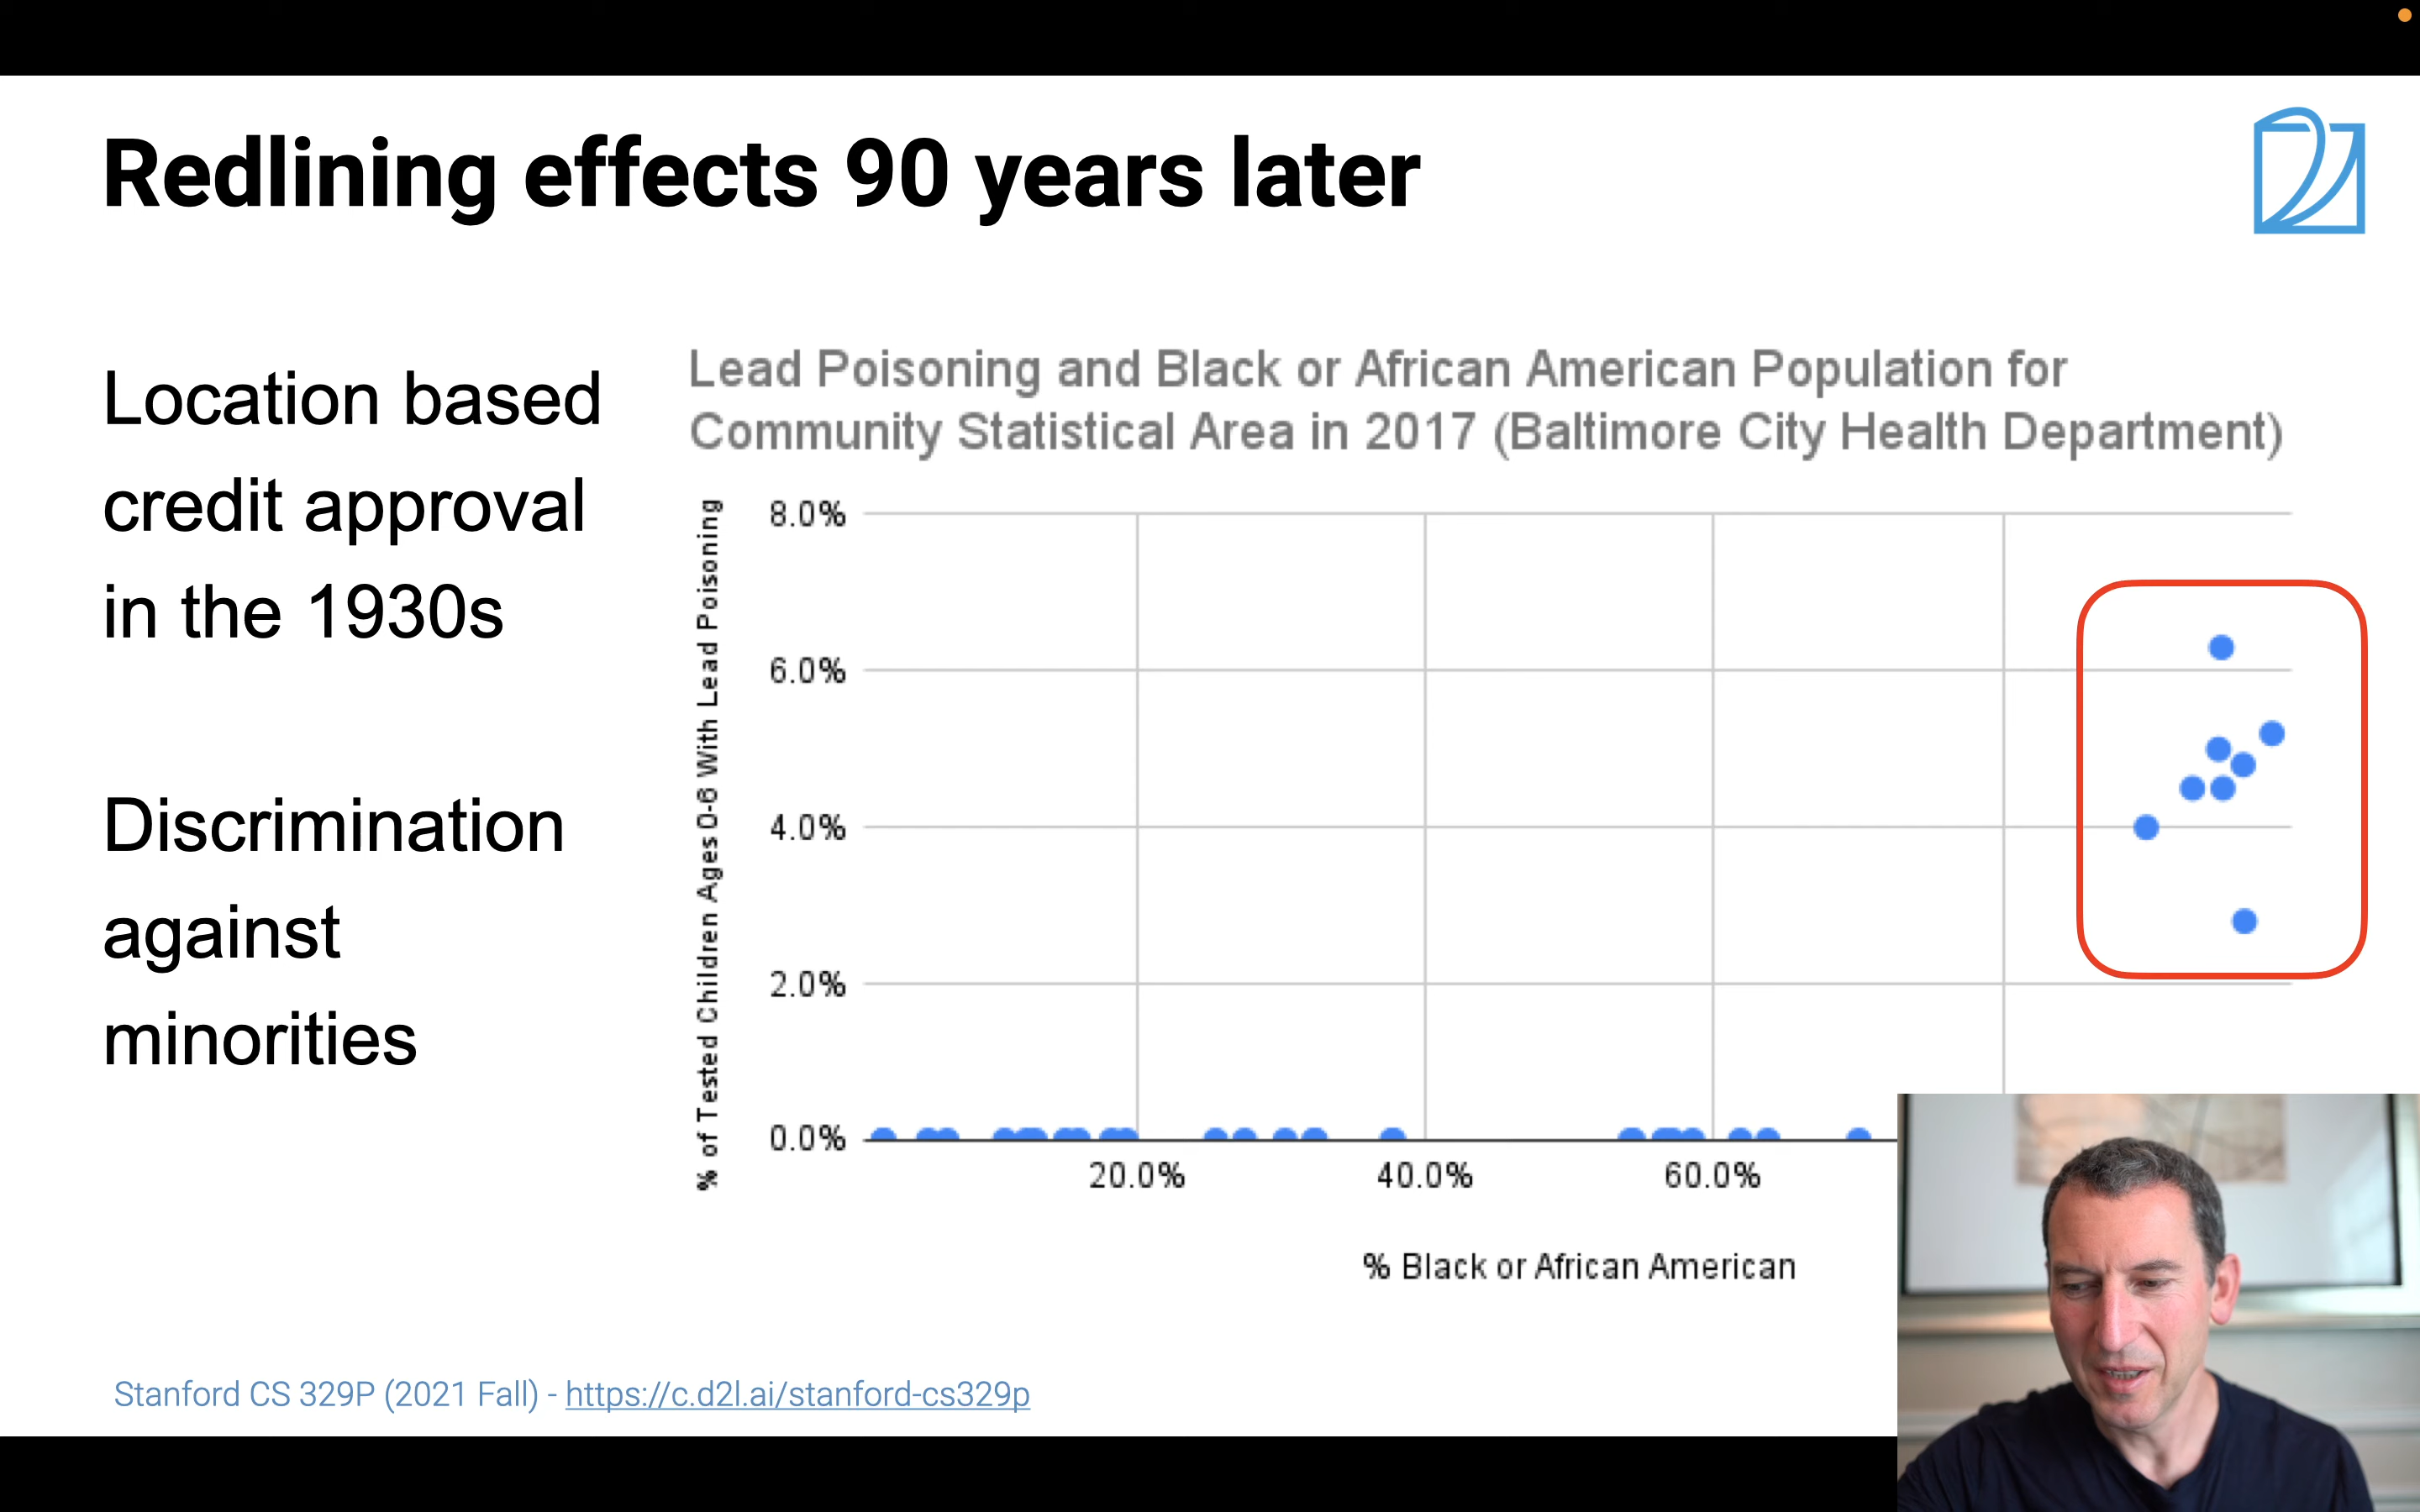 Redlining effects 90 years later
Location based
credit approval
in the 1930s
Discrimination
against
minorities
Lead Poisoning and Black or African American Population for
Community Statistical Area in 2017 (Baltimore City Health Department)
% of Tested Children Ages 0-6 With Lead Poisoning
8.0%
6.0%
4.0%
2.0%
0.0%
20.0%
40.0%
60.0%
% Black or African American
Stanford CS 329P (2021 Fall) - https://c.d2l.ai/stanford-cs329p